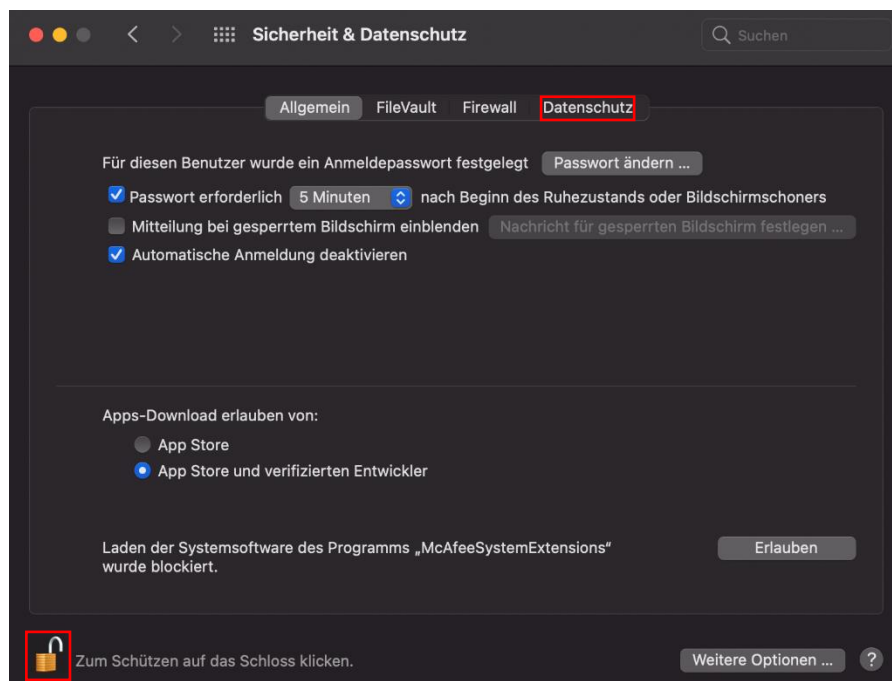 Sicherheit & Datenschutz
Suchen
Allgemein FileVault Firewall Datenschutz
Für diesen Benutzer wurde ein Anmeldepasswort festgelegt Passwort ändern ...
Passwort erforderlich 5 Minuten nach Beginn des Ruhezustands oder Bildschirmschoners
Mitteilung bei gesperrtem Bildschirm einblenden Nachricht für gesperrten Bildschirm festlegen ...
Automatische Anmeldung deaktivieren
Apps-Download erlauben von:
App Store
App Store und verifizierten Entwickler
Laden der Systemsoftware des Programms „McAfeeSystemExtensions“ Erlauben
wurde blockiert.
Zum Schützen auf das Schloss klicken. Weitere Optionen ... ?